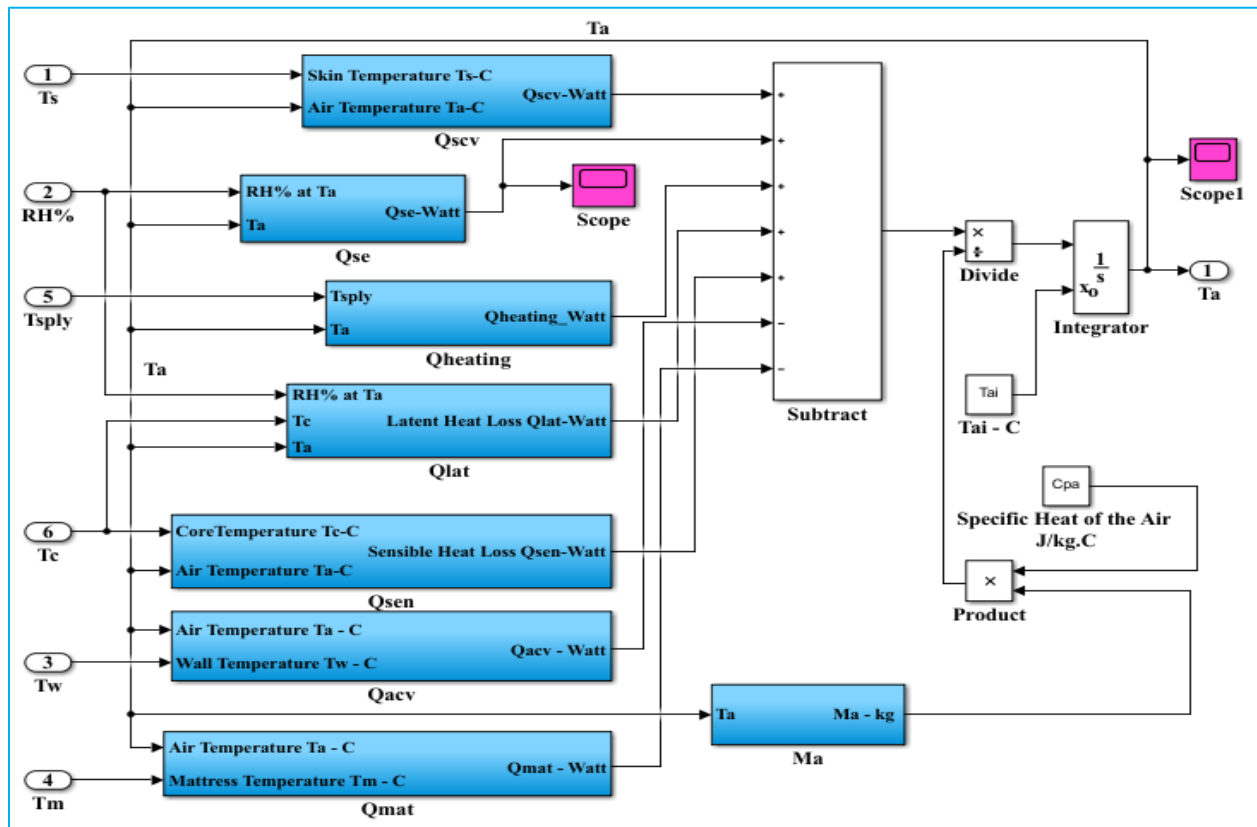 Ta
1
Ts
Skin Temperature Ts-C
Air Temperature Ta-C
Qscv-Watt
Qscv
2
RH%
RH% at Ta
Ta
Qse-Watt
Qse
Scope
5
Tsply
Tsply
Ta
Qheating_Watt
Qheating
Ta
RH% at Ta
Tc
Ta
Latent Heat Loss Qlat-Watt
Qlat
6
Tc
CoreTemperature Tc-C
Air Temperature Ta-C
Sensible Heat Loss Qsen-Watt
Qsen
3
Tw
Air Temperature Ta - C
Wall Temperature Tw - C
Qacv - Watt
Qacv
4
Tm
Air Temperature Ta - C
Mattress Temperature Tm - C
Qmat - Watt
Qmat
+
+
+
+
+
−
−
Subtract
×
÷
Divide
1
s
xo
Integrator
Scope1
1
Ta
Tai
Tai - C
Cpa
Specific Heat of the Air
J/kg.C
×
Product
Ta
Ma - kg
Ma